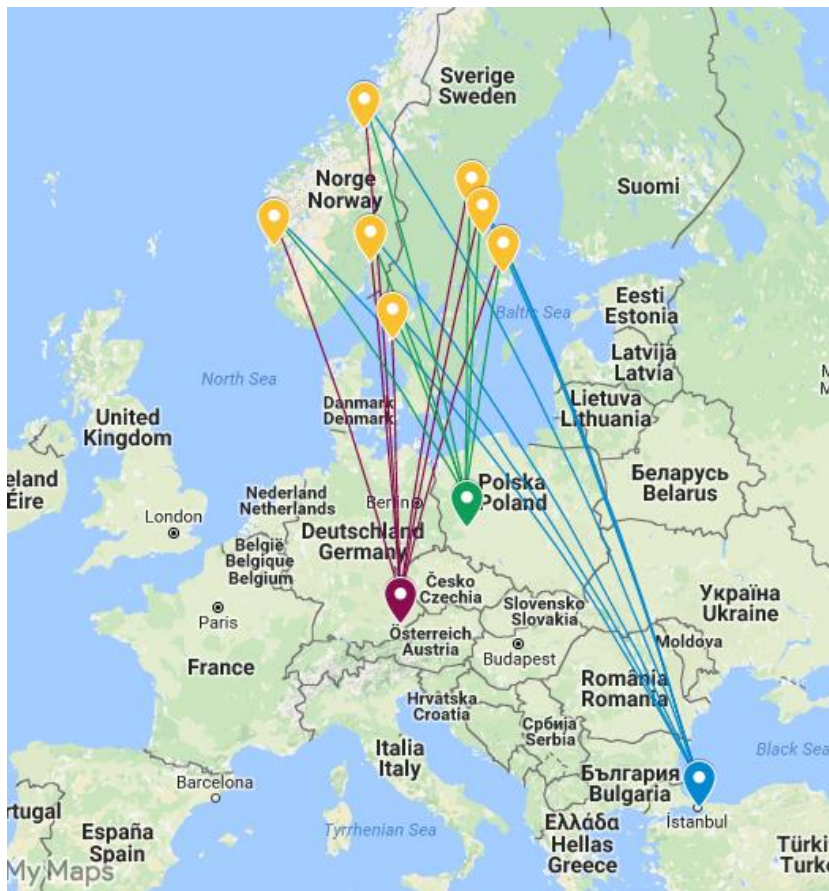 Sverige
Sweden
Norge
Norway
Suomi
Baltic Sea
Eesti
Estonia
North Sea
Latvija
Latvia
Danmark
Denmark
Lietuva
Lithuania
United
Kingdom
eland
Éire
Polska
Poland
Беларусь
Belarus
Nederland
Netherlands
Berlin
London
Deutschland
Germany
België
Belgique
Belgium
Česko
Czechia
Україна
Ukraine
Paris
Slovensko
Slovakia
Österreich
Austria
Moldova
Budapest
France
România
Romania
Hrvatska
Croatia
Србија
Serbia
Italia
Italy
Black Sea
Barcelona
България
Bulgaria
rtugal
İstanbul
España
Spain
Tyrrhenian Sea
Ελλάδα
Hellas
Greece
Türki
Turke
My Maps